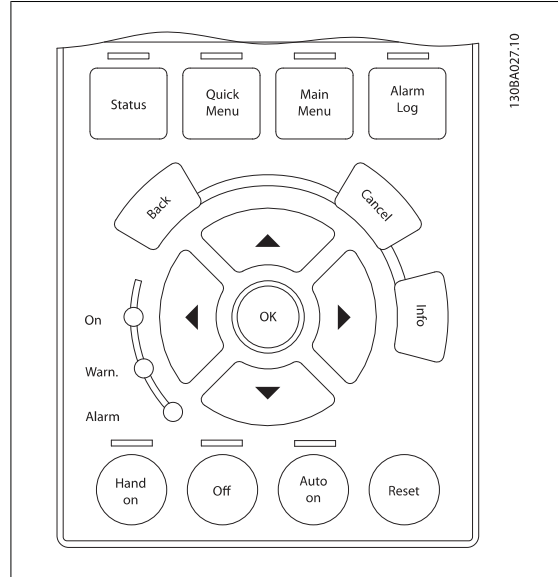 130BA027.10
Status
Quick
Menu
Main
Menu
Alarm
Log
Back
Cancel
Info
OK
On
Warn.
Alarm
Hand
on
Off
Auto
on
Reset